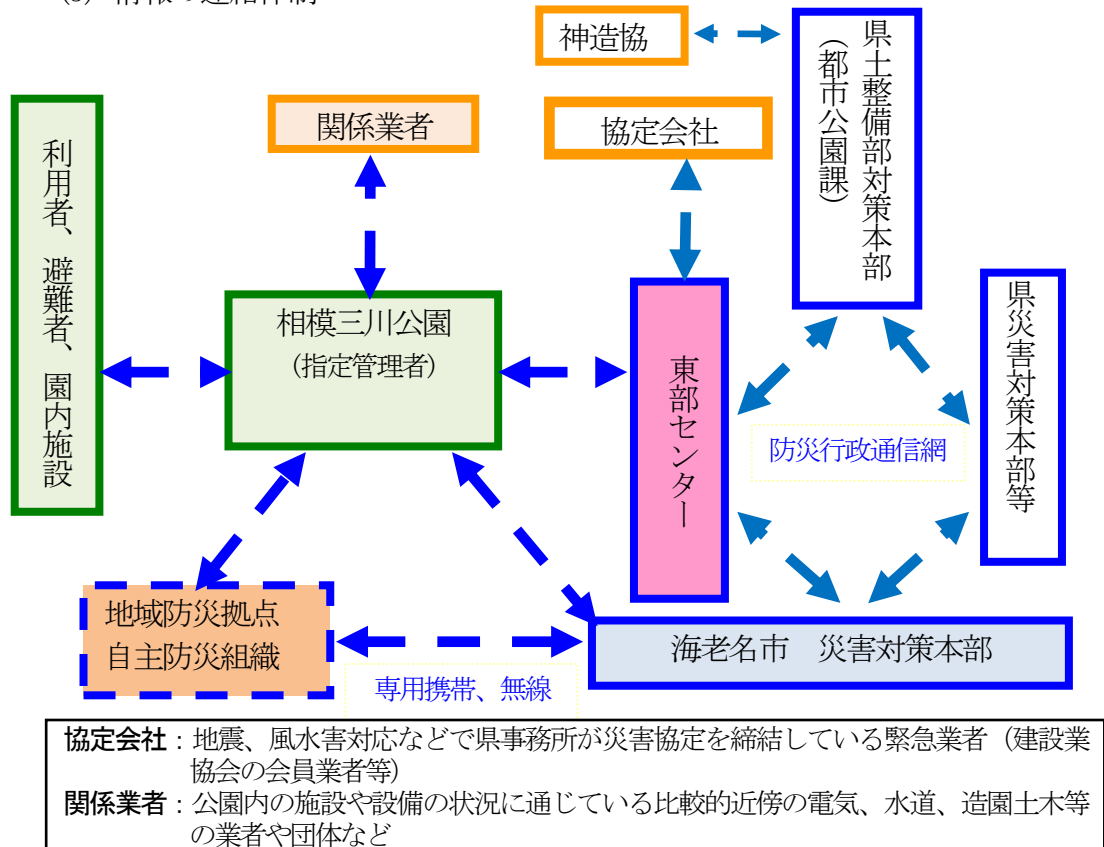 情報の連絡体制
神造協
県土整備部対策本部
(都市公園課)
関係業者
協定会社
利用者、避難者、園内施設
相模三川公園
(指定管理者)
東部センター
県災害対策本部等
防災行政通信網
地域防災拠点
自主防災組織
海老名市 災害対策本部
専用携帯、無線
協定会社：地震、風水害対応などで県事務所が災害協定を締結している緊急業者（建設業
協会の会員業者等）
関係業者：公園内の施設や設備の状況に通じている比較的近傍の電気、水道、造園土木等
の業者や団体など